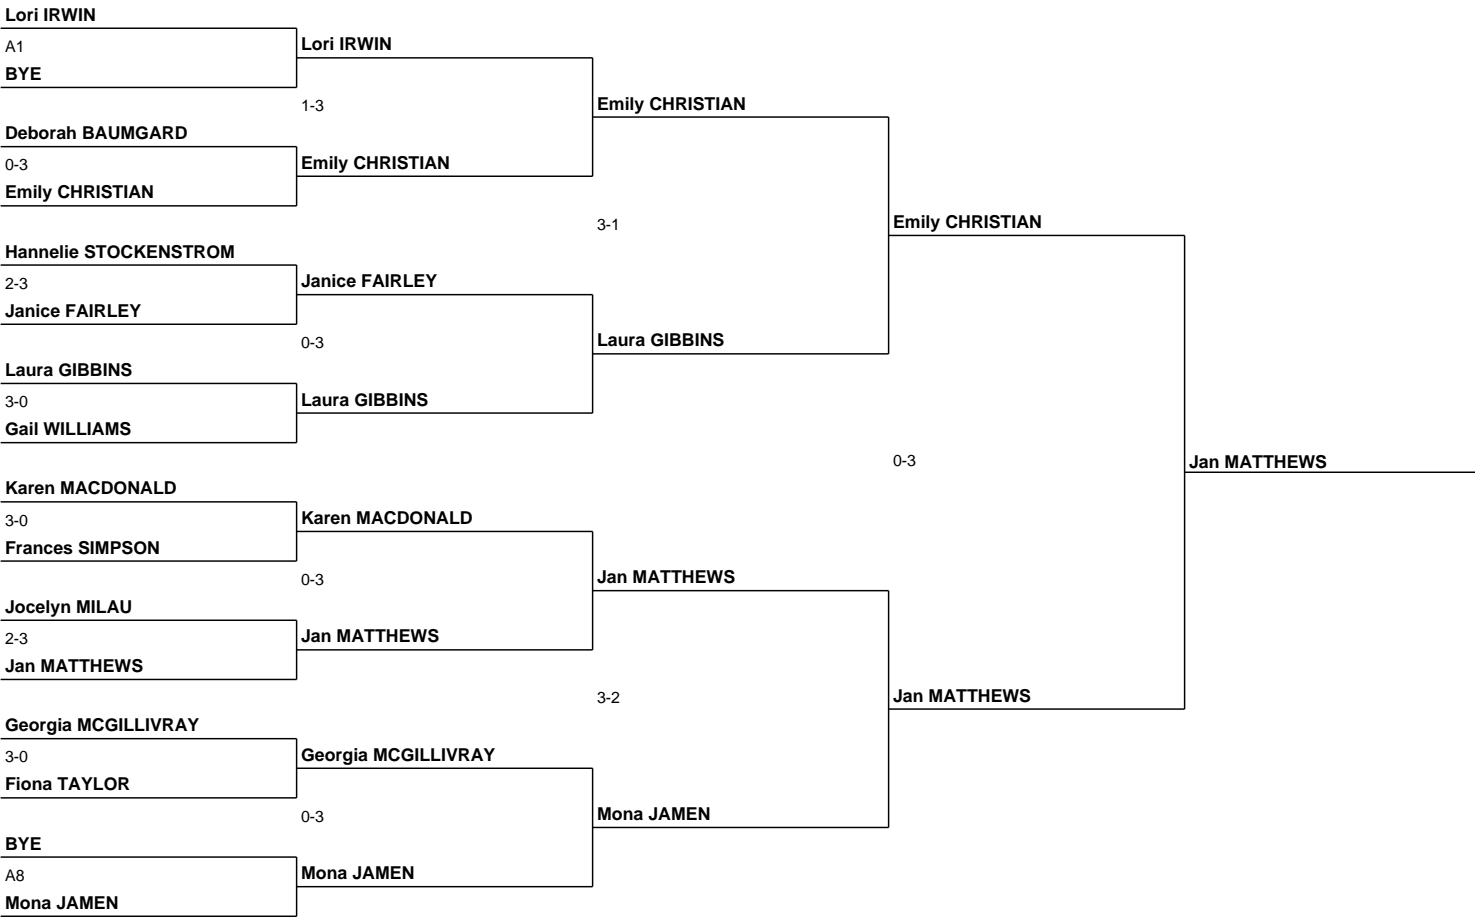 Lori IRWIN
A1
BYE
Deborah BAUMGARD
0-3
Emily CHRISTIAN
Hannelie STOCKENSTROM
2-3
Janice FAIRLEY
Laura GIBBINS
3-0
Gail WILLIAMS
Karen MACDONALD
3-0
Frances SIMPSON
Jocelyn MILAU
2-3
Jan MATTHEWS
Georgia MCGILLIVRAY
3-0
Fiona TAYLOR
BYE
A8
Mona JAMEN
Lori IRWIN
1-3
Emily CHRISTIAN
Janice FAIRLEY
0-3
Laura GIBBINS
Karen MACDONALD
0-3
Jan MATTHEWS
Georgia MCGILLIVRAY
0-3
Mona JAMEN
Emily CHRISTIAN
3-1
Laura GIBBINS
Jan MATTHEWS
3-2
Mona JAMEN
Emily CHRISTIAN
0-3
Jan MATTHEWS
Jan MATTHEWS